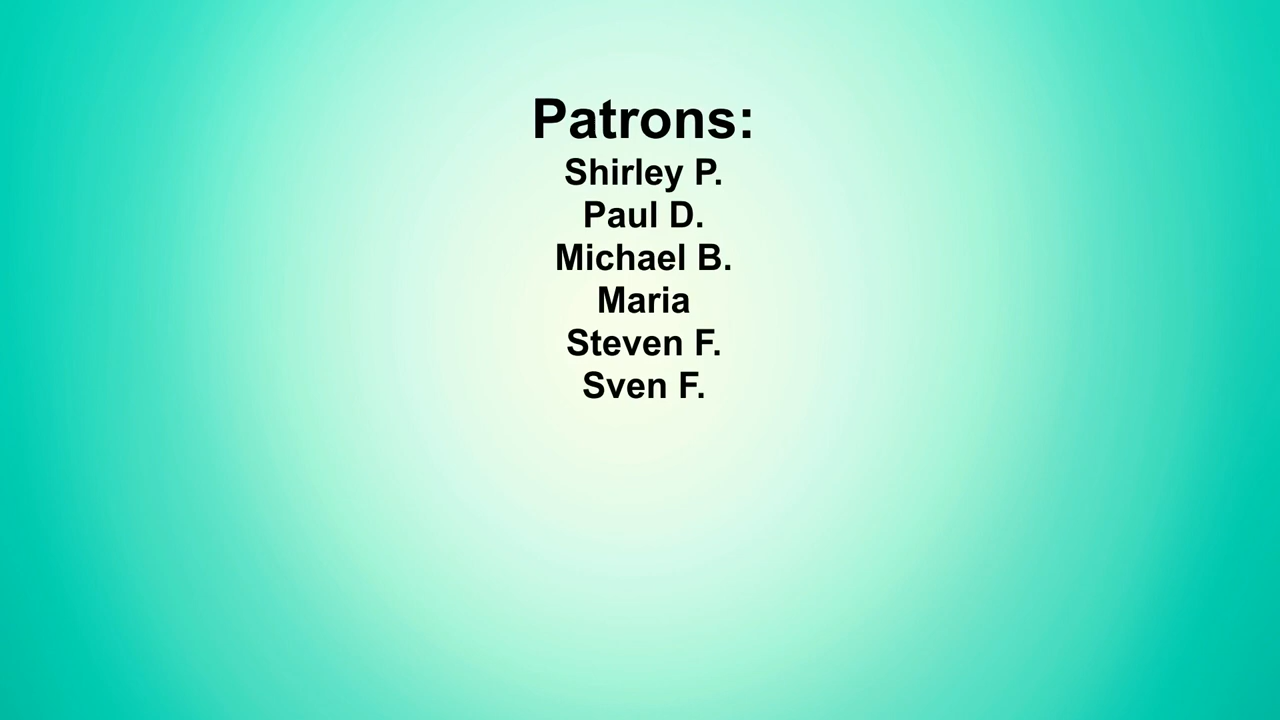 Patrons:
Shirley P.
Paul D.
Michael B.
Maria
Steven F.
Sven F.